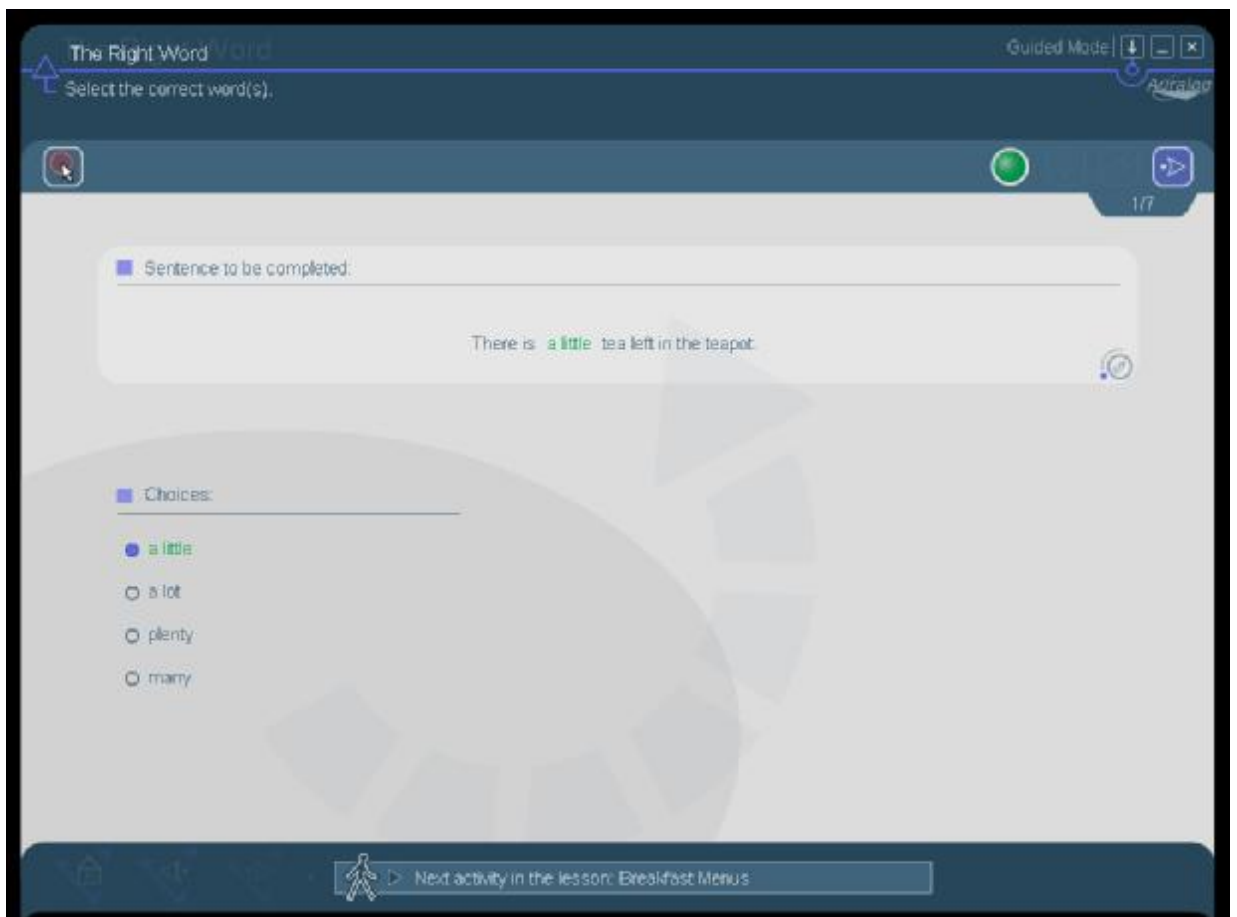 The Right Word
Guided Mode
Select the correct word(s).
Auralog
1/7
Sentence to be completed:
There is a little tea left in the teapot.
Choices:
a little
a lot
plenty
many
Next activity in the lesson: Breakfast Menus